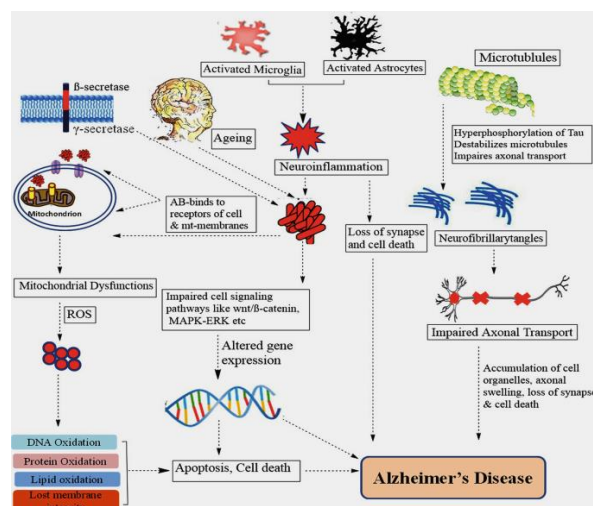 Activated Microglia
Activated Astrocytes
Microtublules
ß-secretase
γ-secretase
Ageing
Neuroinflammation
Hyperphosphorylation of Tau
Destabilizes microtubules
Impaires axonal transport
Mitochondrion
AB-binds to
receptors of cell
& mt-membranes
Loss of synapse
and cell death
Neurofibrillarytangles
Mitochondrial Dysfunctions
ROS
Impaired cell signaling
pathways like wnt/ß-catenin,
MAPK-ERK etc
Altered gene
expression
Impaired Axonal Transport
Accumulation of cell
organelles, axonal
swelling, loss of synapse
& cell death
DNA Oxidation
Protein Oxidation
Lipid oxidation
Lost membrane
Apoptosis, Cell death
Alzheimer's Disease